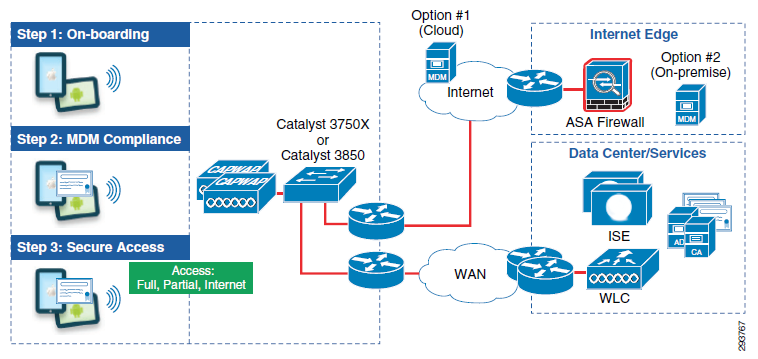 Step 1: On-boarding
Step 2: MDM Compliance
Step 3: Secure Access
Access:
Full, Partial, Internet
CAPWAP
CAPWAP
Catalyst 3750X
or
Catalyst 3850
Option #1
(Cloud)
MDM
Internet
WAN
Internet Edge
ASA Firewall
Option #2
(On-premise)
MDM
Data Center/Services
ISE
AD
CA
WLC
293767